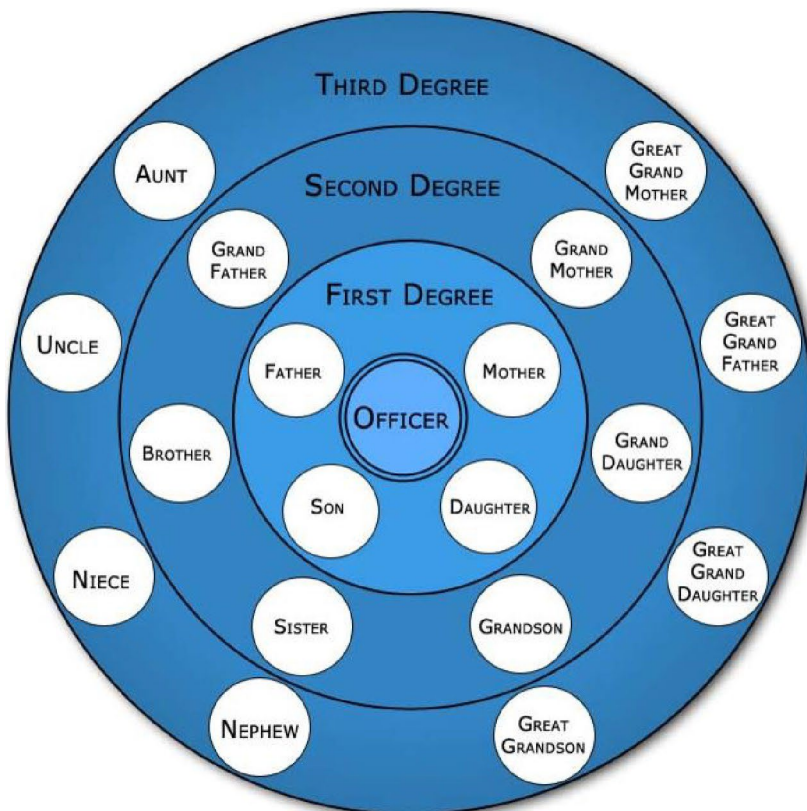 THIRD DEGREE
AUNT
GREAT
GRAND
MOTHER
SECOND DEGREE
GRAND
FATHER
GRAND
MOTHER
FIRST DEGREE
UNCLE
GREAT
GRAND
FATHER
FATHER
MOTHER
OFFICER
BROTHER
GRAND
DAUGHTER
SON
DAUGHTER
NIECE
GREAT
GRAND
DAUGHTER
SISTER
GRANDSON
NEPHEW
GREAT
GRANDSON